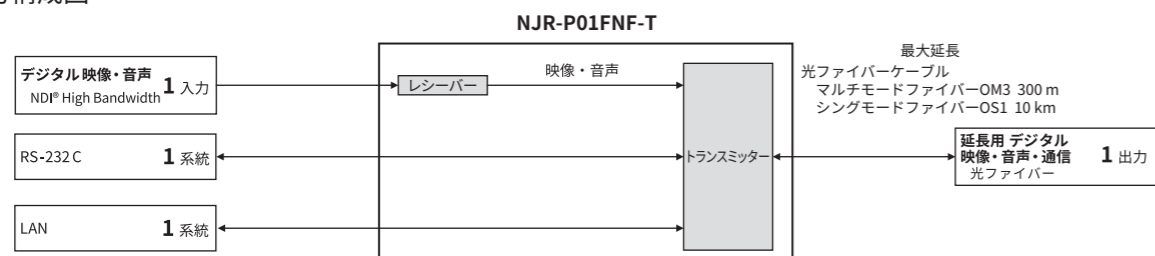 NJR-P01FNF-T
デジタル映像・音声
NDI® High Bandwidth
1 入力
レシーバー
映像・音声
最大延長
光ファイバーケーブル
マルチモードファイバーOM3 300 m
シングモードファイバーOS1 10 km
RS-232C 1 系統
トランスミッター
延長用 デジタル
映像・音声・通信
光ファイバー
1 出力
LAN 1 系統